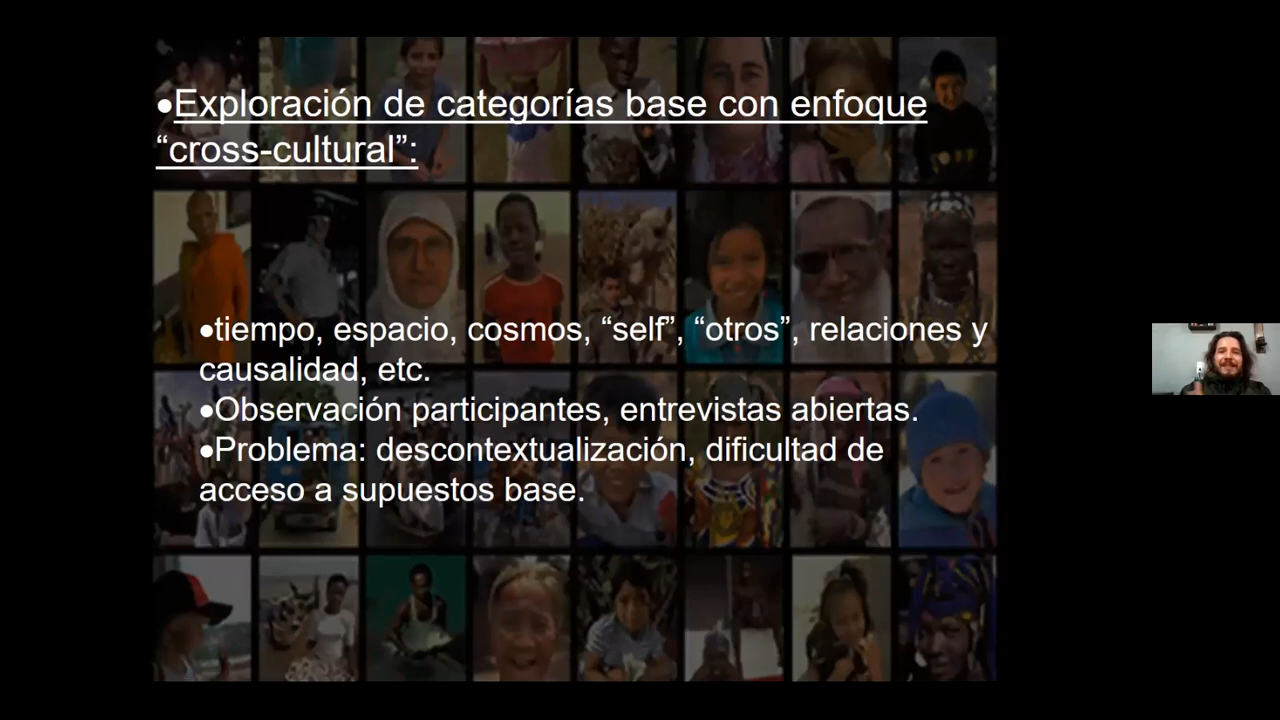 •Exploración de categorías base con enfoque
“cross-cultural”:
•tiempo, espacio, cosmos, “self”, “otros”, relaciones y
causalidad, etc.
•Observación participantes, entrevistas abiertas.
•Problema: descontextualización, dificultad de
acceso a supuestos base.